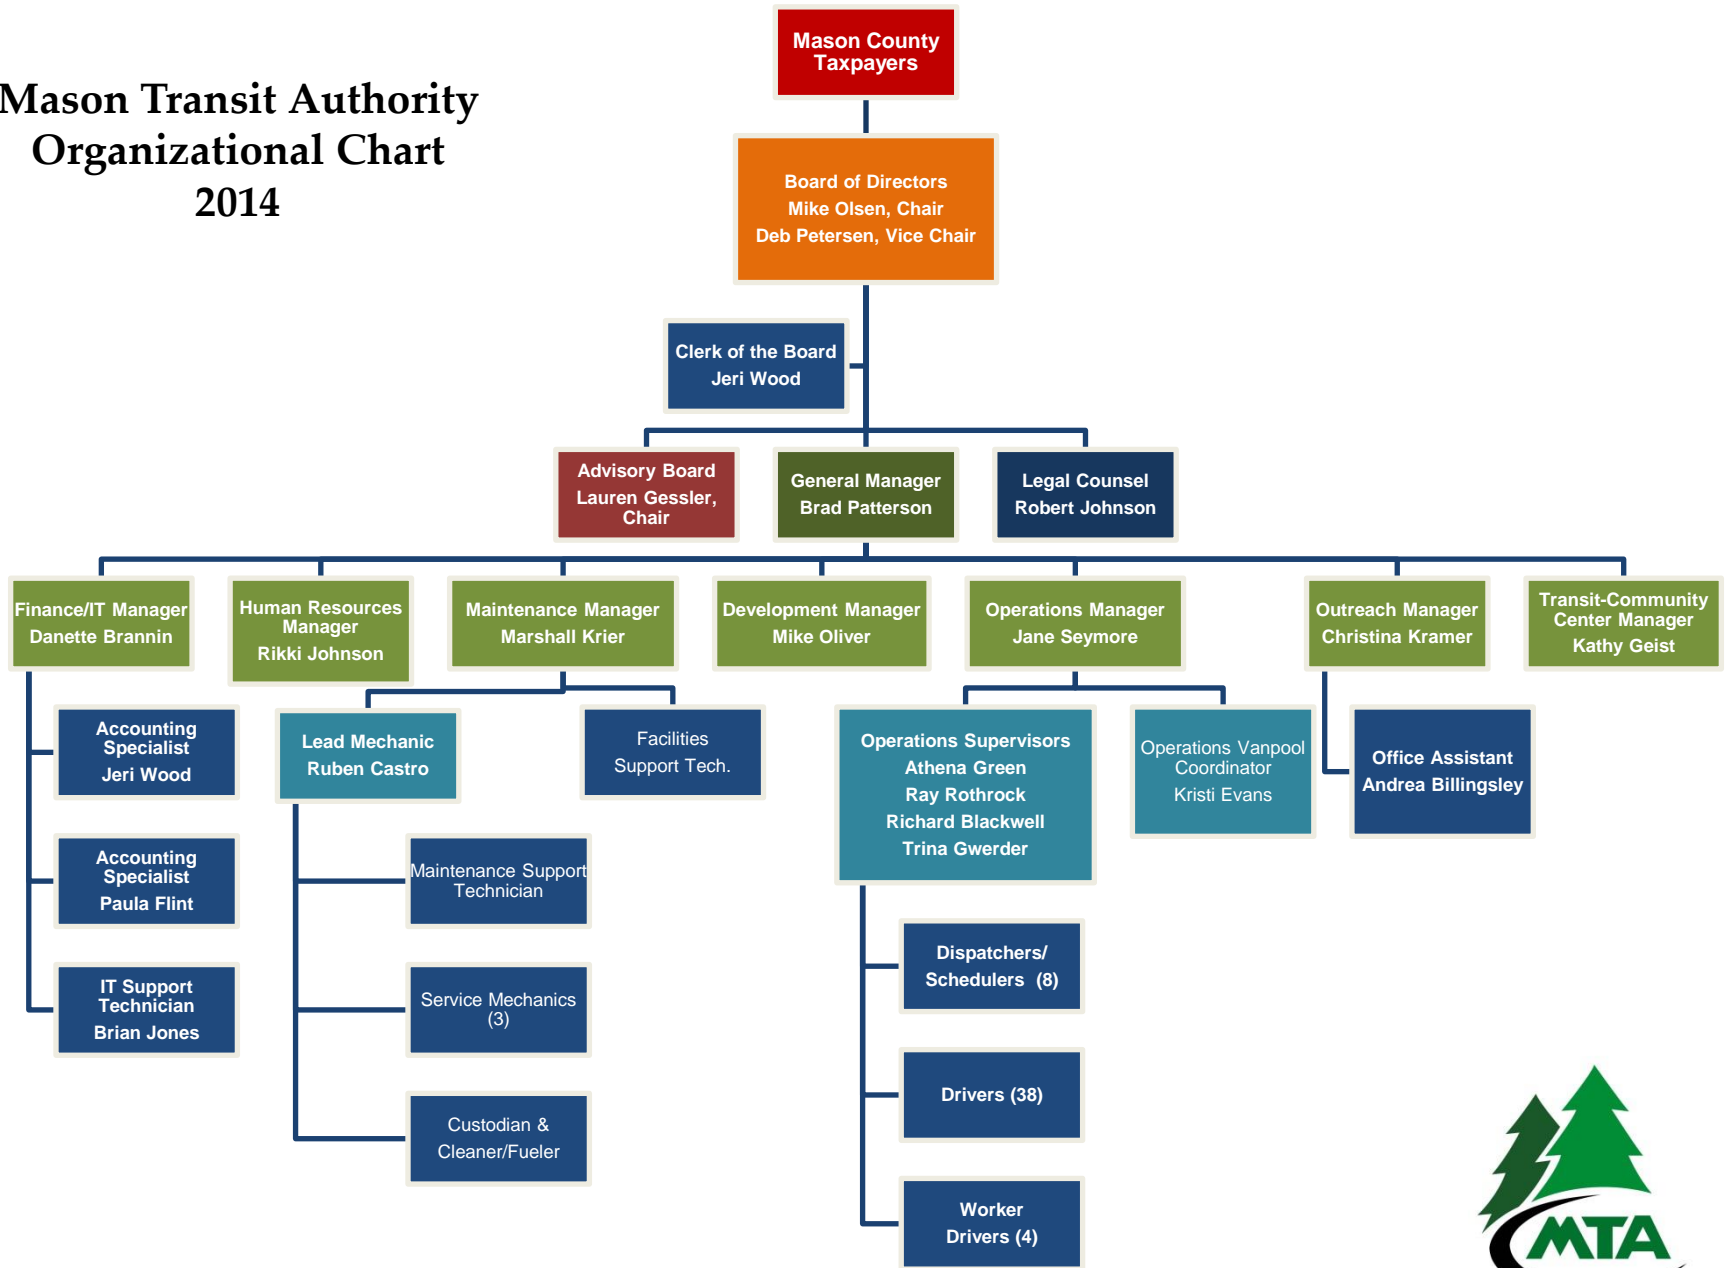 Mason County
Taxpayers
Mason Transit Authority
Organizational Chart
2014
Board of Directors
Mike Olsen, Chair
Deb Petersen, Vice Chair
Clerk of the Board
Jeri Wood
Advisory Board
Lauren Gessler,
Chair
General Manager
Brad Patterson
Legal Counsel
Robert Johnson
Finance/IT Manager
Danette Brannin
Human Resources
Manager
Rikki Johnson
Maintenance Manager
Marshall Krier
Development Manager
Mike Oliver
Operations Manager
Jane Seymore
Outreach Manager
Christina Kramer
Transit-Community
Center Manager
Kathy Geist
Accounting
Specialist
Jeri Wood
Accounting
Specialist
Paula Flint
IT Support
Technician
Brian Jones
Lead Mechanic
Ruben Castro
Facilities
Support Tech.
Maintenance Support
Technician
Service Mechanics
(3)
Custodian &
Cleaner/Fueler
Operations Supervisors
Athena Green
Ray Rothrock
Richard Blackwell
Trina Gwerder
Operations Vanpool
Coordinator
Kristi Evans
Dispatchers/
Schedulers (8)
Drivers (38)
Worker
Drivers (4)
Office Assistant
Andrea Billingsley
MTA